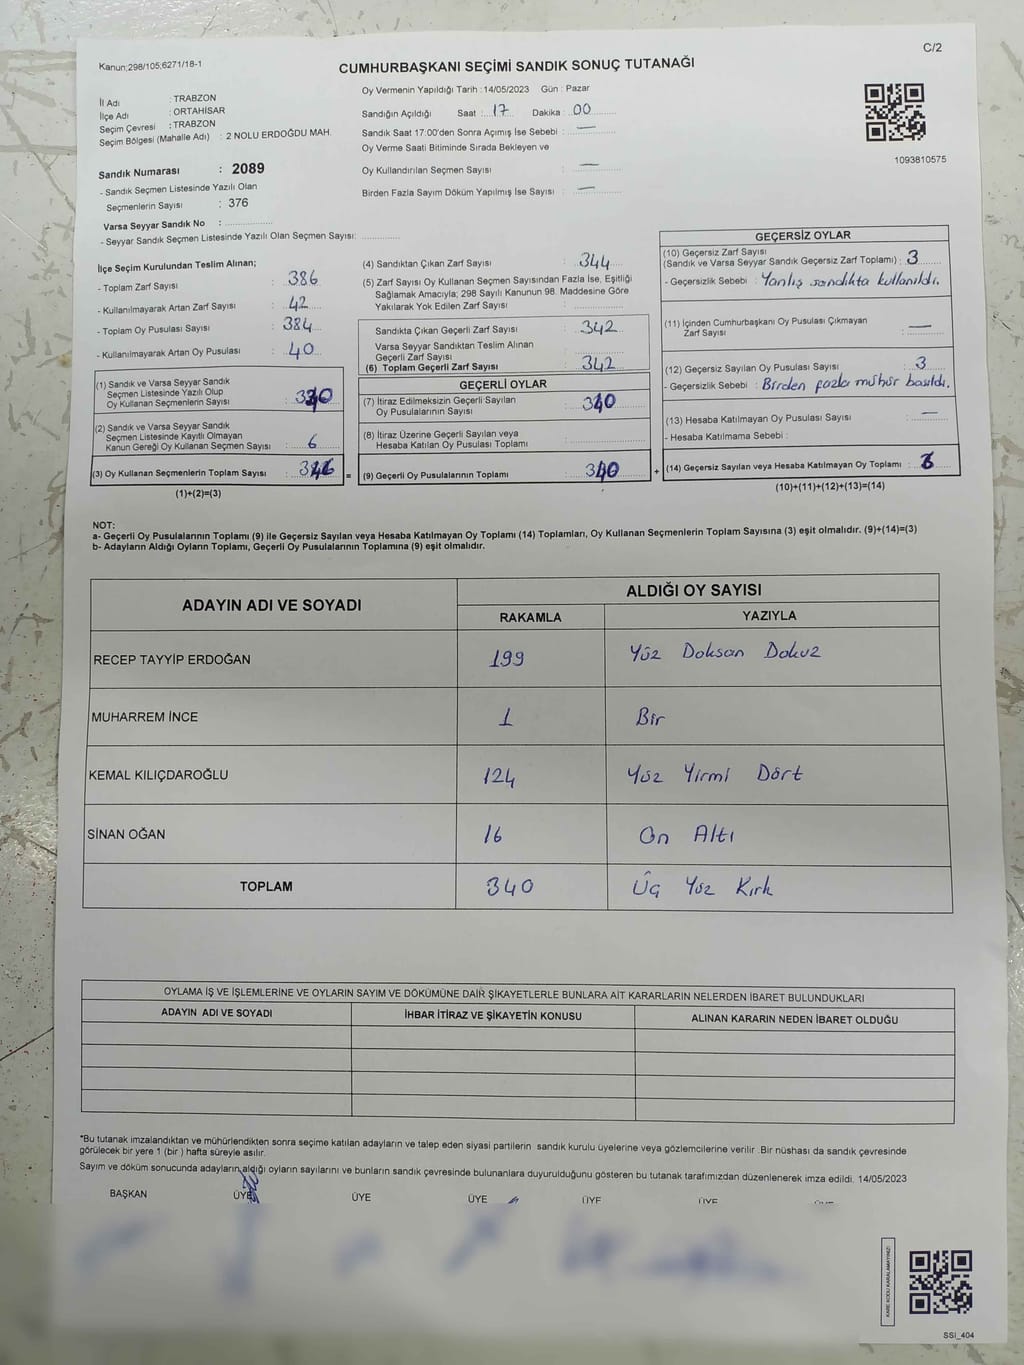 C/2
Kanun;298/105;6271/18-1
CUMHURBAŞKANI SEÇİMİ SANDIK SONUÇ TUTANAĞI
İl Adı : TRABZON
İlçe Adı : ORTAHİSAR
Seçim Çevresi : TRABZON
Seçim Bölgesi (Mahalle Adı) : 2 NOLU ERDOĞDU MAH.
Sandık Numarası : 2089
- Sandık Seçmen Listesinde Yazılı Olan
Seçmenlerin Sayısı : 376
Varsa Seyyar Sandık No :
- Seyyar Sandık Seçmen Listesinde Yazılı Olan Seçmen Sayısı:
Oy Vermenin Yapıldığı Tarih : 14/05/2023 Gün : Pazar
Sandığın Açıldığı Saat : 17 Dakika : 00
Sandık Saat 17:00'den Sonra Açımış İse Sebebi : —
Oy Verme Saati Bitiminde Sırada Bekleyen ve
Oy Kullandırılan Seçmen Sayısı : —
Birden Fazla Sayım Döküm Yapılmış İse Sayısı : —
1093810575
İlçe Seçim Kurulundan Teslim Alınan;
- Toplam Zarf Sayısı : 386
- Kullanılmayarak Artan Zarf Sayısı : 42
- Toplam Oy Pusulası Sayısı : 384
- Kullanılmayarak Artan Oy Pusulası : 40
(1) Sandık ve Varsa Seyyar Sandık
Seçmen Listesinde Yazılı Olup
Oy Kullanan Seçmenlerin Sayısı :
(2) Sandık ve Varsa Seyyar Sandık
Seçmen Listesinde Kayıtlı Olmayan
Kanun Gereği Oy Kullanan Seçmen Sayısı : 6
(3) Oy Kullanan Seçmenlerin Toplam Sayısı : =
(1)+(2)=(3)
(4) Sandıktan Çıkan Zarf Sayısı : 344
(5) Zarf Sayısı Oy Kullanan Seçmen Sayısından Fazla İse, Eşitliği
Sağlamak Amacıyla; 298 Sayılı Kanunun 98. Maddesine Göre
Yakılarak Yok Edilen Zarf Sayısı :
Sandıkta Çıkan Geçerli Zarf Sayısı : 342
Varsa Seyyar Sandıktan Teslim Alınan
Geçerli Zarf Sayısı :
(6) Toplam Geçerli Zarf Sayısı : 342
GEÇERLİ OYLAR
(7) İtiraz Edilmeksizin Geçerli Sayılan
Oy Pusulalarının Sayısı : 340
(8) İtiraz Üzerine Geçerli Sayılan veya
Hesaba Katılan Oy Pusulası Toplamı :
(9) Geçerli Oy Pusulalarının Toplamı : 340 +
GEÇERSİZ OYLAR
(10) Geçersiz Zarf Sayısı
(Sandık ve Varsa Seyyar Sandık Geçersiz Zarf Toplamı) : 3
- Geçersizlik Sebebi : Yanlış sandıkta kullanıldı.
(11) İçinden Cumhurbaşkanı Oy Pusulası Çıkmayan
Zarf Sayısı : —
(12) Geçersiz Sayılan Oy Pusulası Sayısı : 3
- Geçersizlik Sebebi : Birden fazla mühür basıldı.
(13) Hesaba Katılmayan Oy Pusulası Sayısı : —
- Hesaba Katılmama Sebebi :
(14) Geçersiz Sayılan veya Hesaba Katılmayan Oy Toplamı :
(10)+(11)+(12)+(13)=(14)
NOT:
a- Geçerli Oy Pusulalarının Toplamı (9) ile Geçersiz Sayılan veya Hesaba Katılmayan Oy Toplamı (14) Toplamları, Oy Kullanan Seçmenlerin Toplam Sayısına (3) eşit olmalıdır. (9)+(14)=(3)
b- Adayların Aldığı Oyların Toplamı, Geçerli Oy Pusulalarının Toplamına (9) eşit olmalıdır.
ADAYIN ADI VE SOYADI
ALDIĞI OY SAYISI
RAKAMLA YAZIYLA
RECEP TAYYİP ERDOĞAN 199 Yüz Doksan Dokuz
MUHARREM İNCE 1 Bir
KEMAL KILIÇDAROĞLU 124 Yüz Yirmi Dört
SİNAN OĞAN 16 On Altı
TOPLAM 340 Üç Yüz Kırk
OYLAMA İŞ VE İŞLEMLERİNE VE OYLARIN SAYIM VE DÖKÜMÜNE DAİR ŞİKAYETLERLE BUNLARA AİT KARARLARIN NELERDEN İBARET BULUNDUKLARI
ADAYIN ADI VE SOYADI İHBAR İTİRAZ VE ŞİKAYETİN KONUSU ALINAN KARARIN NEDEN İBARET OLDUĞU
*Bu tutanak imzalandıktan ve mühürlendikten sonra seçime katılan adayların ve talep eden siyasi partilerin sandık kurulu üyelerine veya gözlemcilerine verilir .Bir nüshası da sandık çevresinde
görülecek bir yere 1 (bir ) hafta süreyle asılır.
Sayım ve döküm sonucunda adayların aldığı oyların sayılarını ve bunların sandık çevresinde bulunanlara duyurulduğunu gösteren bu tutanak tarafımızdan düzenlenerek imza edildi. 14/05/2023
BAŞKAN ÜYE ÜYE ÜYE ÜYE ÜYE
KARE KODU KARALAMAYINIZ!
SSI_404